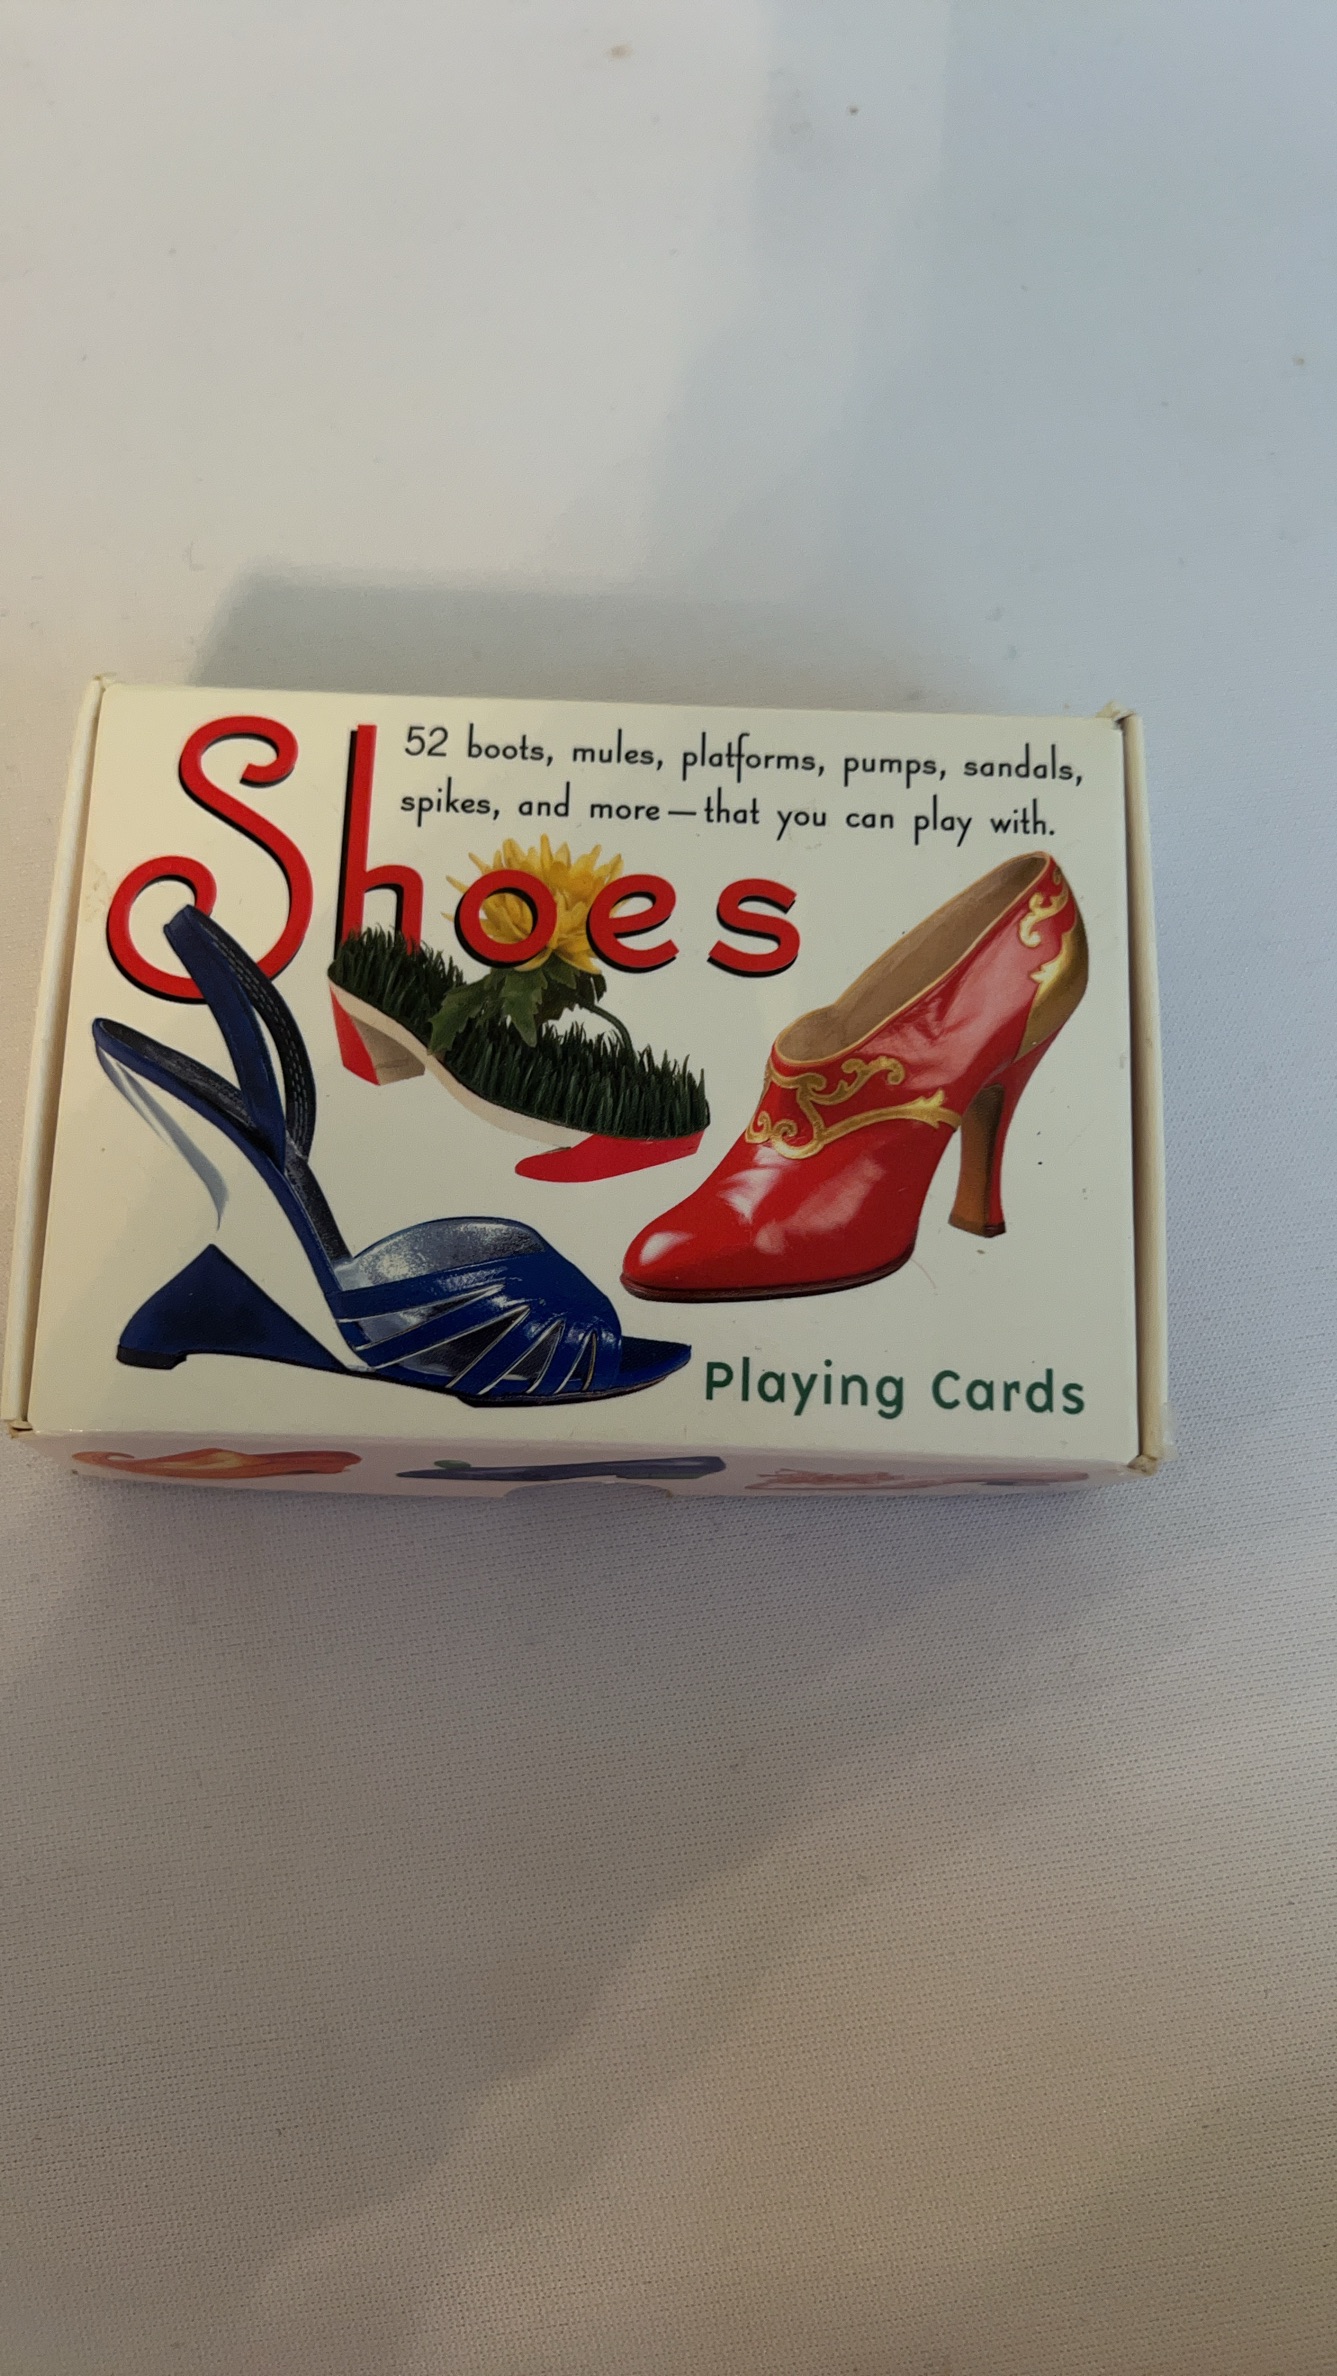 Shoes
52 boots, mules, platforms, pumps, sandals,
spikes, and more—that you can play with.
Playing Cards